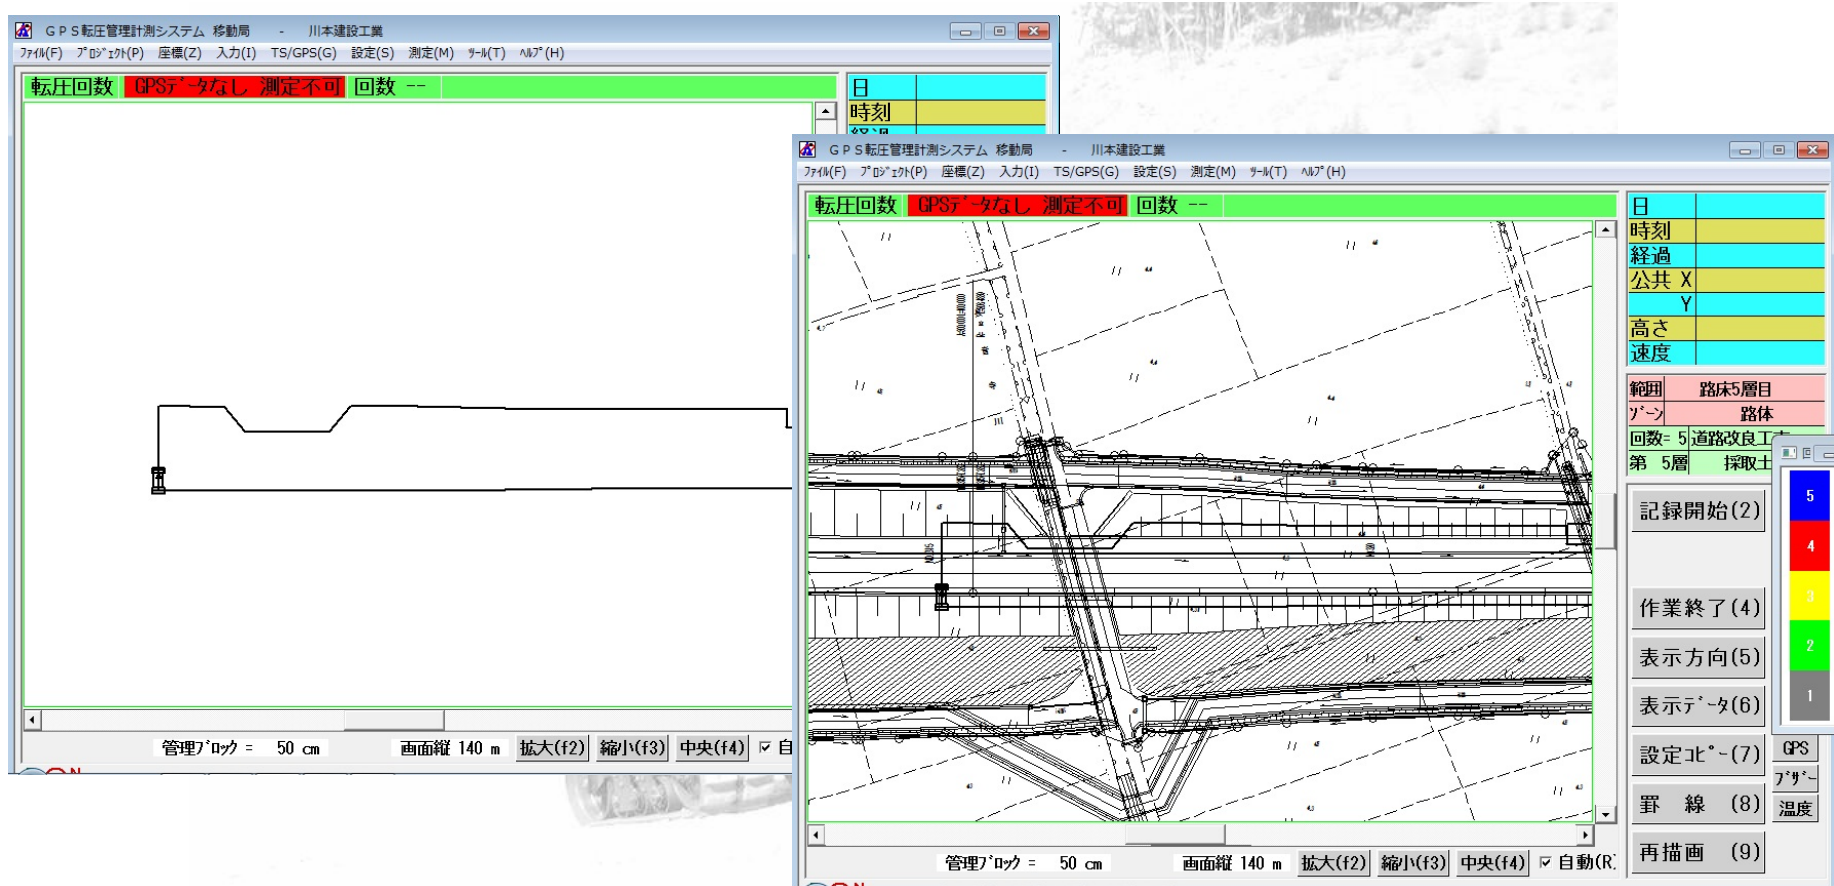 GPS転圧管理計測システム 移動局 - 川本建設工業
ﾌｧｲﾙ(F) ﾌﾟﾛｼﾞｪｸﾄ(P) 座標(Z) 入力(I) TS/GPS(G) 設定(S) 測定(M) ﾂｰﾙ(T) ﾍﾙﾌﾟ(H)
転圧回数 GPSﾃﾞｰﾀなし 測定不可 回数 --
日
時刻
管理ﾌﾞﾛｯｸ = 50 cm 画面縦 140 m 拡大(f2) 縮小(f3) 中央(f4) 自
GPS転圧管理計測システム 移動局 - 川本建設工業
ﾌｧｲﾙ(F) ﾌﾟﾛｼﾞｪｸﾄ(P) 座標(Z) 入力(I) TS/GPS(G) 設定(S) 測定(M) ﾂｰﾙ(T) ﾍﾙﾌﾟ(H)
転圧回数 GPSﾃﾞｰﾀなし 測定不可 回数 --
日
時刻
経過
公共 X
Y
高さ
速度
範囲 路床5層目
ｿﾞｰﾝ 路体
回数= 5 道路改良工
第 5層 採取土
記録開始(2)
作業終了(4)
表示方向(5)
表示ﾃﾞｰﾀ(6)
設定ｺﾋﾟｰ(7)
罫 線 (8)
再描画 (9)
5
4
3
2
1
GPS
ﾌﾞｻﾞｰ
温度
管理ﾌﾞﾛｯｸ = 50 cm 画面縦 140 m 拡大(f2) 縮小(f3) 中央(f4) 自動(R